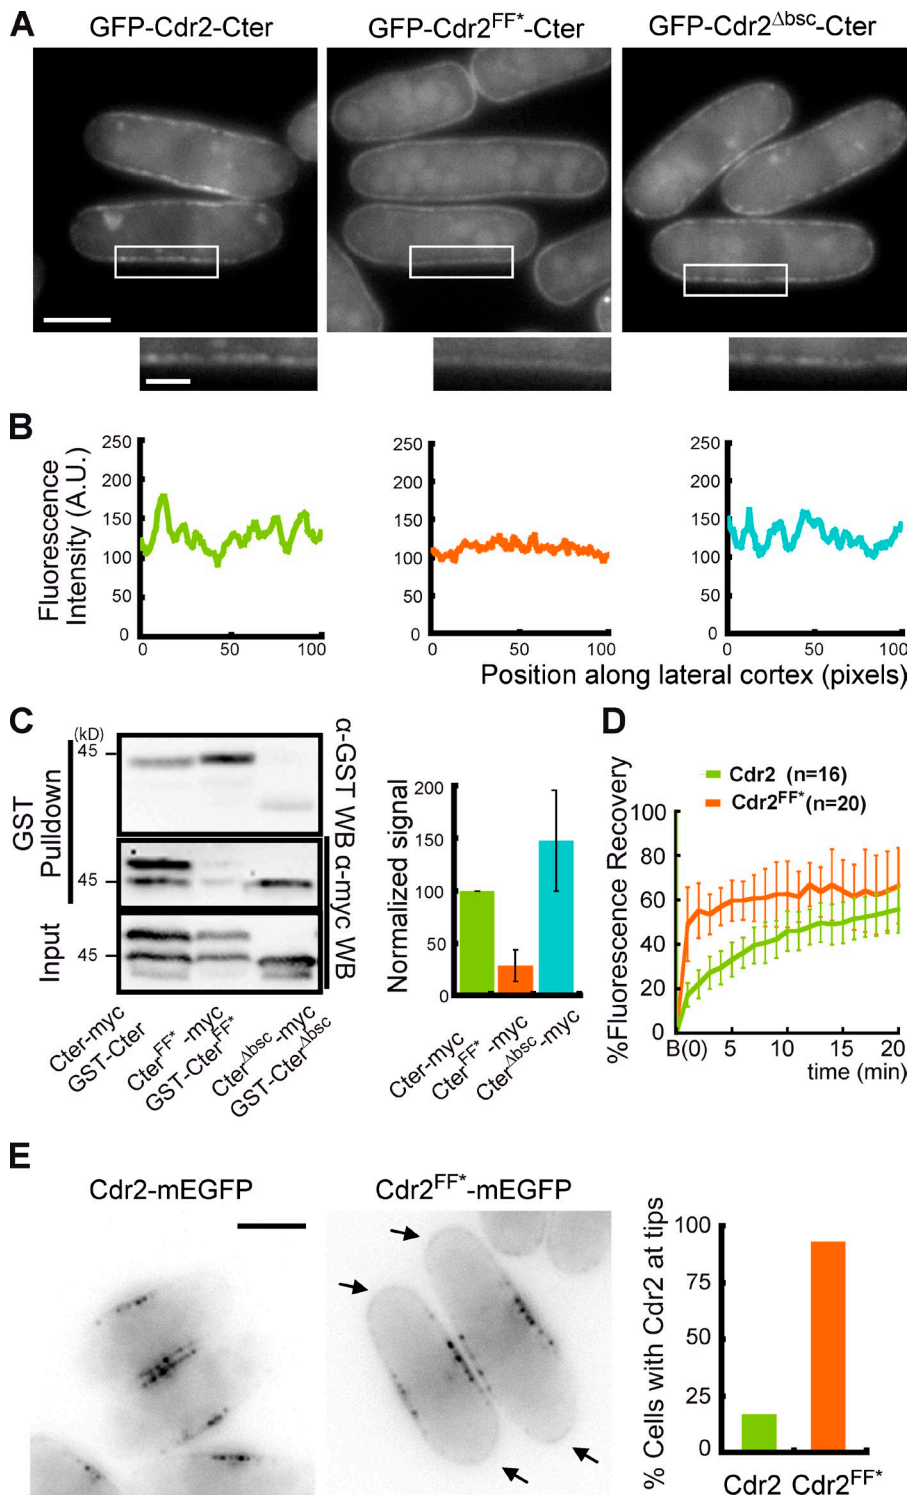 A
GFP-Cdr2-Cter
GFP-Cdr2FF*-Cter
GFP-Cdr2Δbsc-Cter
B
Fluorescence
Intensity (A.U.)
250
200
150
100
50
0
0 50 100
250
200
150
100
50
0
0 50 100
250
200
150
100
50
0
0 50 100
Position along lateral cortex (pixels)
C
(kD)
45
45
45
GST
Pulldown
Input
α-GST WB
α-myc WB
Cter-myc
GST-Cter
CterFF*-myc
GST-CterFF*
CterΔbsc-myc
GST-CterΔbsc
Normalized signal
200
150
100
50
0
Cter-myc
CterFF*-myc
CterΔbsc-myc
D
Cdr2 (n=16)
Cdr2FF* (n=20)
%Fluorescence Recovery
100
80
60
40
20
0
B(0) 5 10 15 20
time (min)
E
Cdr2-mEGFP
Cdr2FF*-mEGFP
% Cells with Cdr2 at tips
100
75
50
25
0
Cdr2 Cdr2FF*